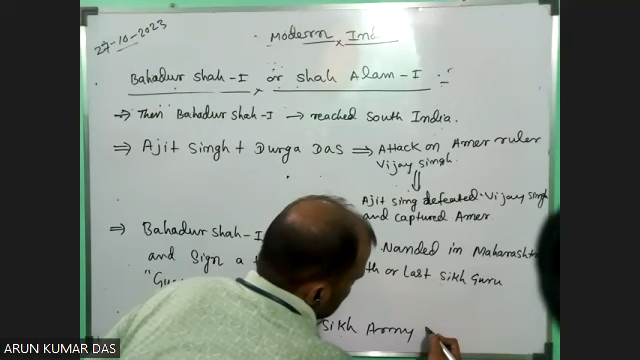 27-10-2023
Modern Ind
Bahadur Shah-I or Shah Alam-I :-
→ Then Bahadur Shah-I → reached South India.
⇒ Ajit Singh + Durga Das ⇒ Attack on Amer ruler
Vijay Singh.
⇓
Ajit sing defeated Vijay Singh
and captured Amer.
⇒ Bahadur Shah-I Nanded in Maharashtra
and Sign a th or Last Sikh Guru
"Gu
Sikh Army
ARUN KUMAR DAS